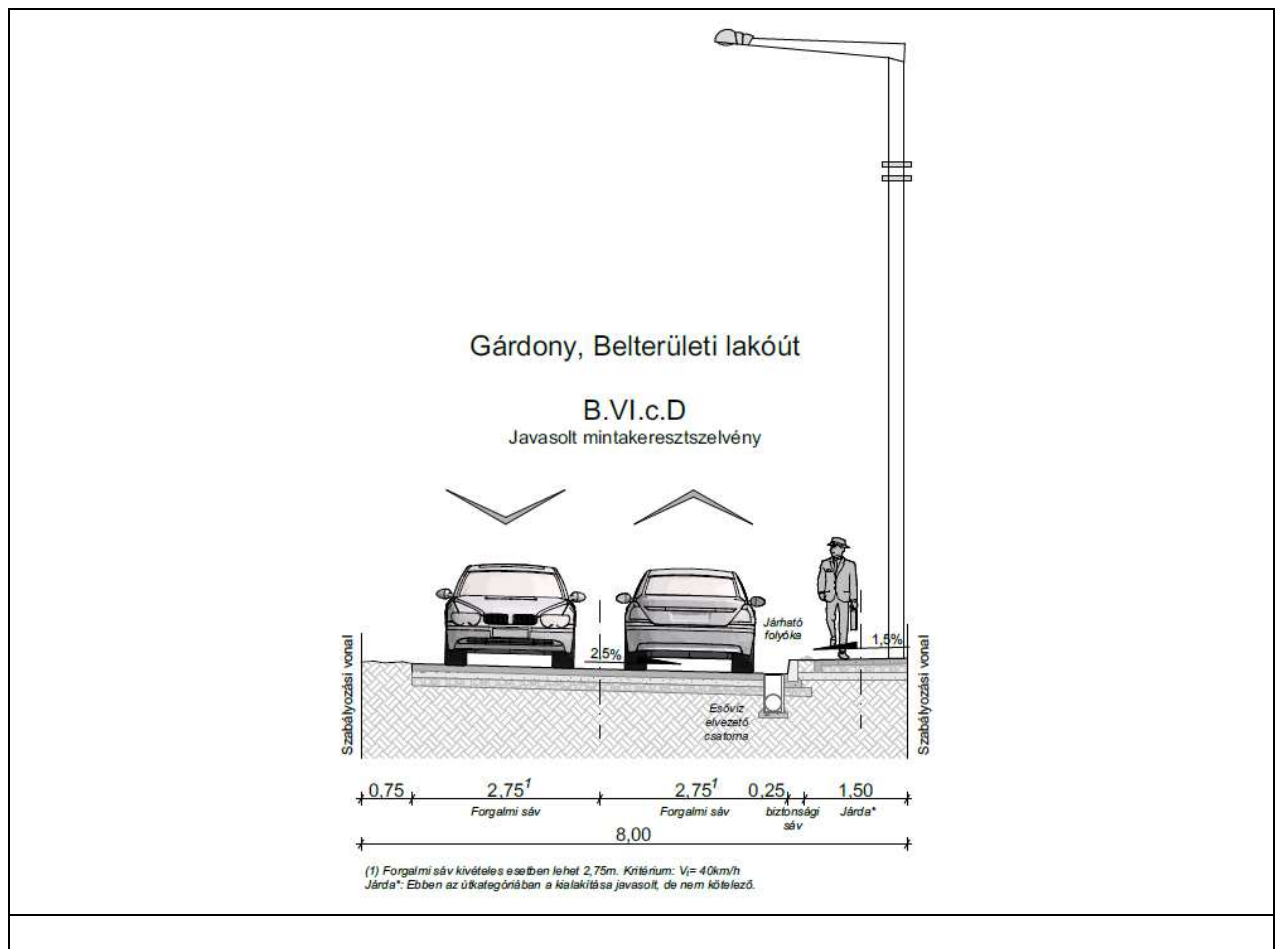 Gárdony, Belterületi lakóút
B.VI.c.D
Javasolt mintakeresztszelvény
Járható
folyóka
1,5%
2,5%
Szabályozási vonal
Szabályozási vonal
Esővíz
elvezető
csatorna
0,75 2,75¹ 2,75¹ 0,25 1,50
Forgalmi sáv Forgalmi sáv biztonsági Járda*
sáv
8,00
(1) Forgalmi sáv kivételes esetben lehet 2,75m. Kritérium: Vₜ= 40km/h
Járda*: Ebben az útkategóriában a kialakítása javasolt, de nem kötelező.